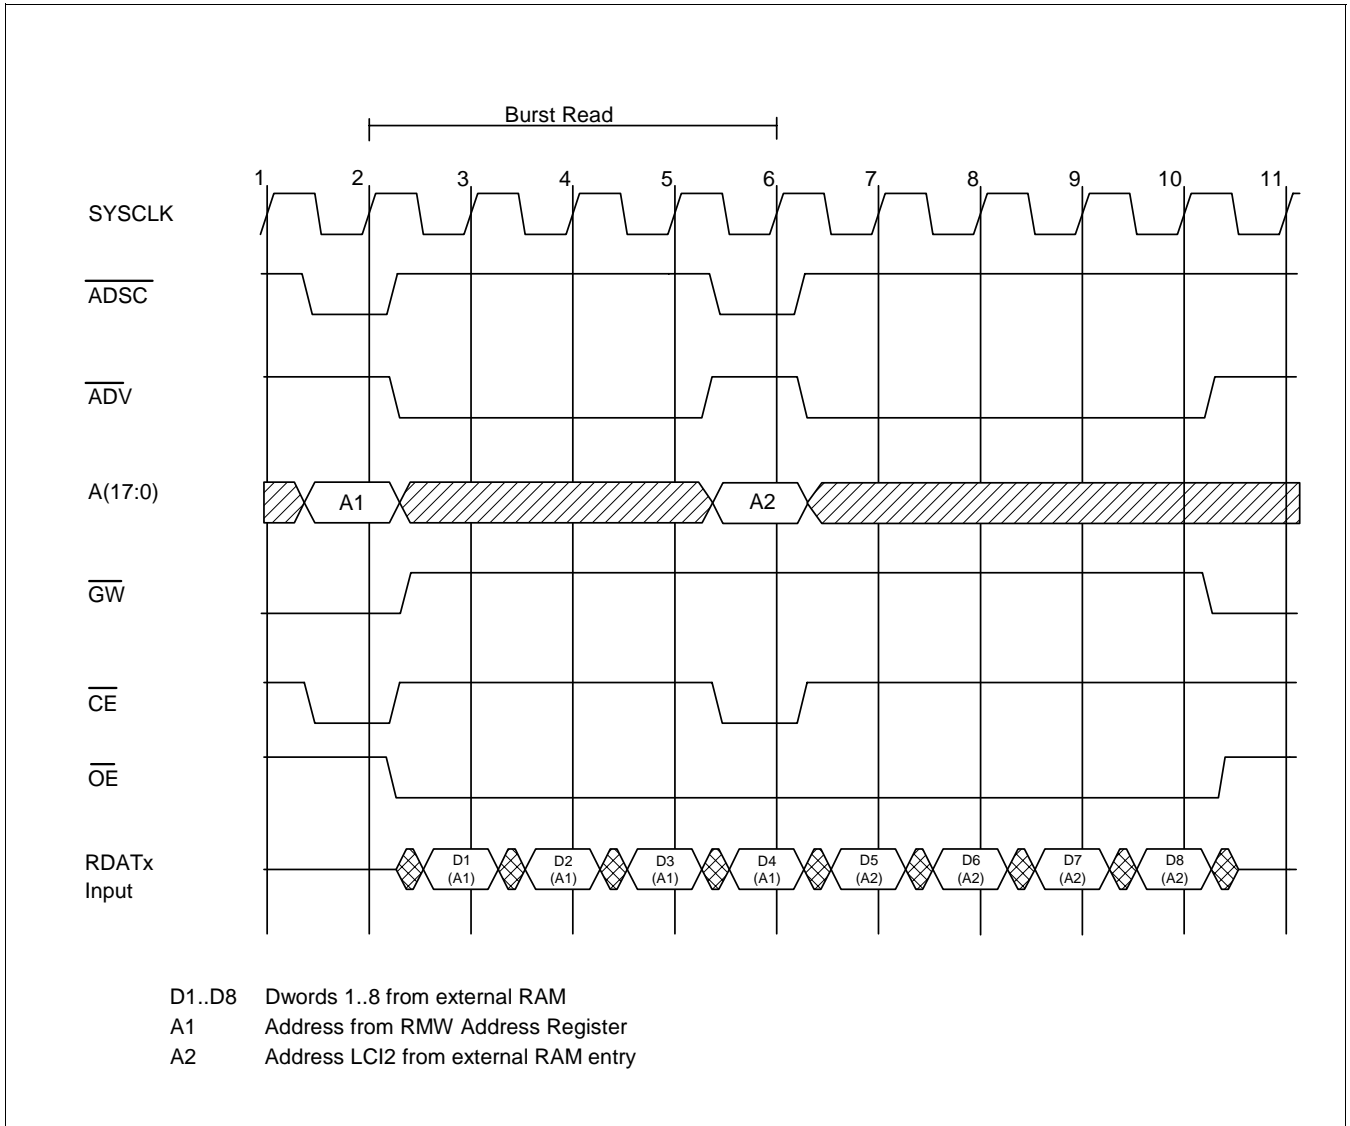 Burst Read
1 2 3 4 5 6 7 8 9 10 11
SYSCLK
ADSC
ADV
A(17:0) A1 A2
GW
CE
OE
RDATx
Input
D1 D2 D3 D4 D5 D6 D7 D8
(A1) (A1) (A1) (A1) (A2) (A2) (A2) (A2)
D1..D8 Dwords 1..8 from external RAM
A1 Address from RMW Address Register
A2 Address LCI2 from external RAM entry